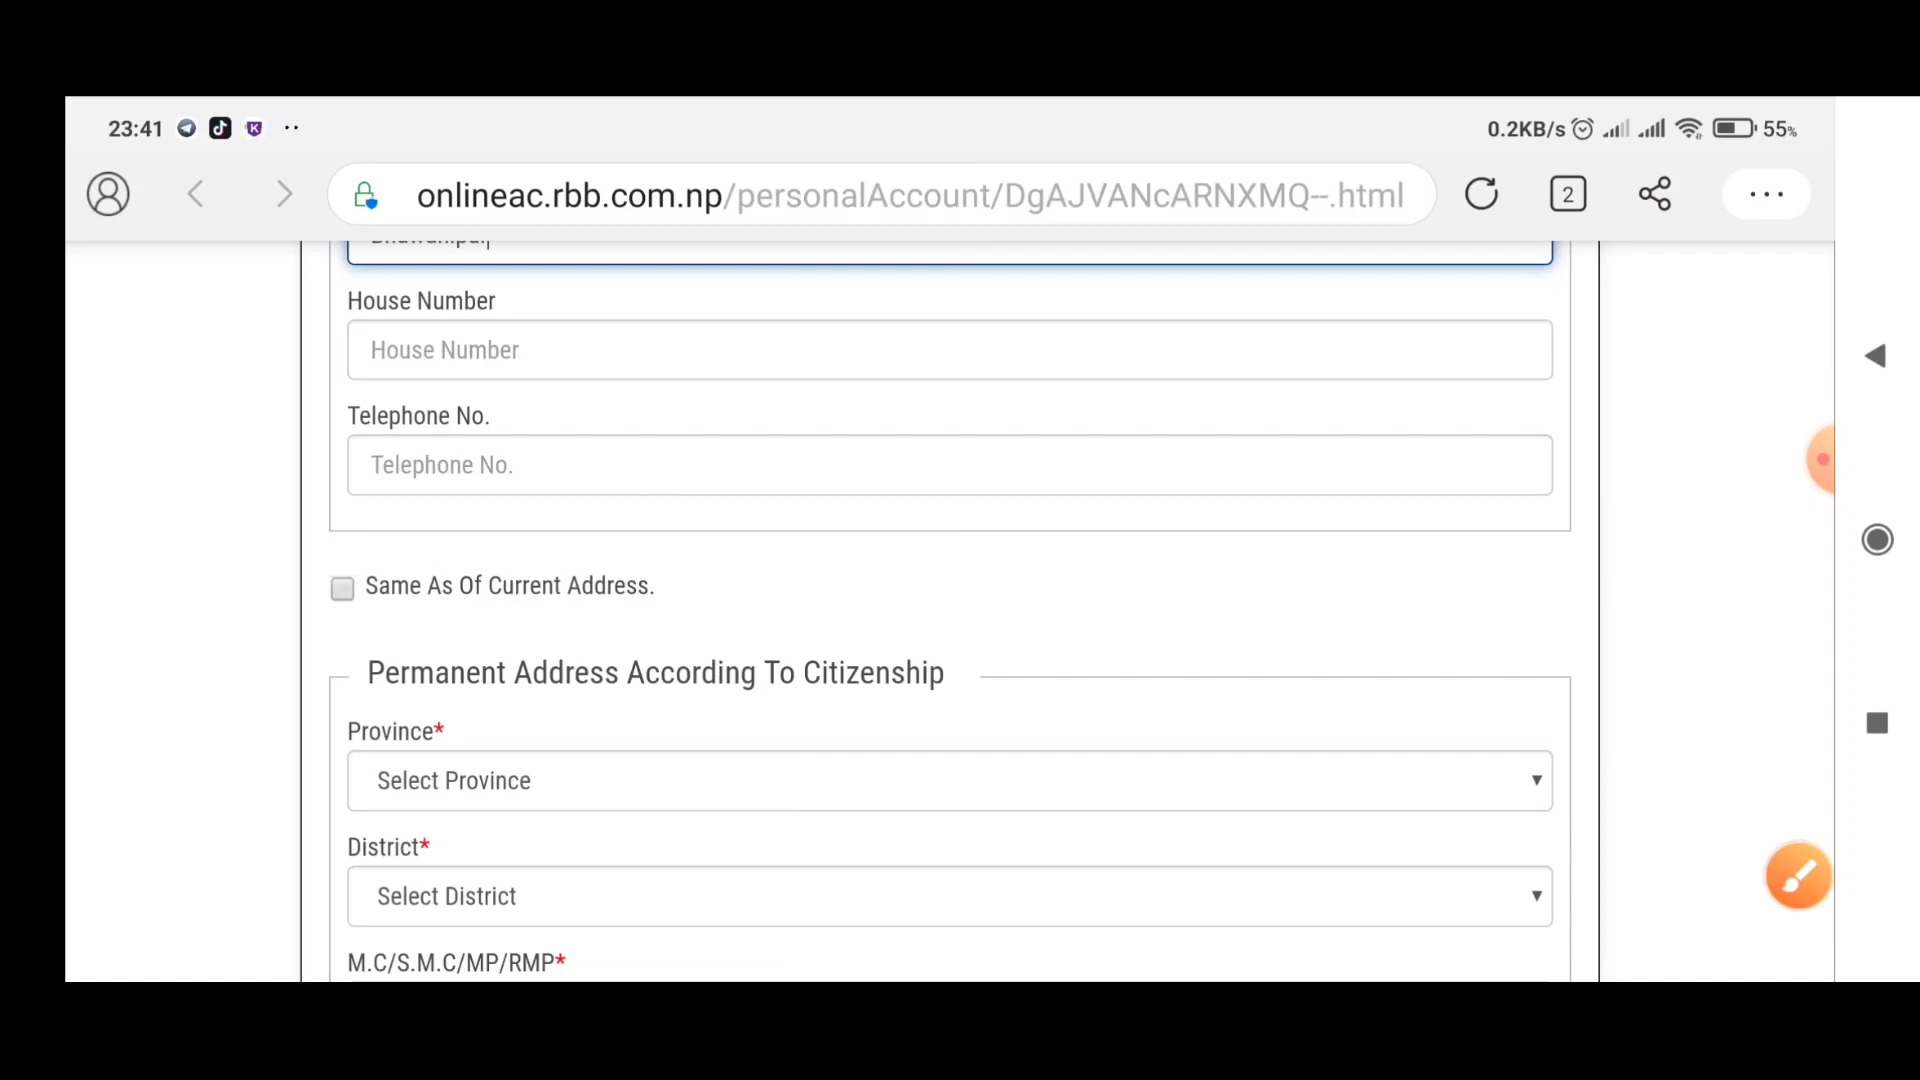 23:41
0.2KB/s 55%
onlineac.rbb.com.np/personalAccount/DgAJVANcARNXMQ--.html
2
House Number
House Number
Telephone No.
Telephone No.
Same As Of Current Address.
Permanent Address According To Citizenship
Province*
Select Province
District*
Select District
M.C/S.M.C/MP/RMP*